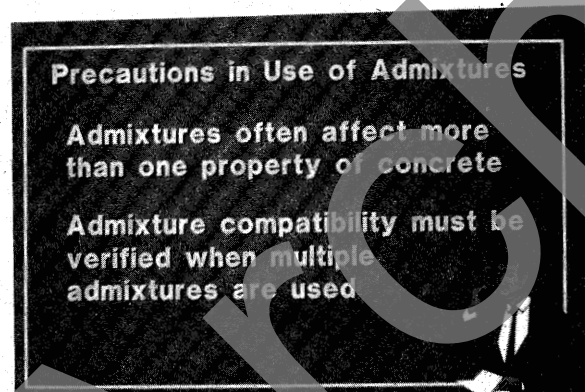 Precautions in Use of Admixtures
Admixtures often affect more
than one property of concrete
Admixture compatibility must be
verified when multiple
admixtures are used